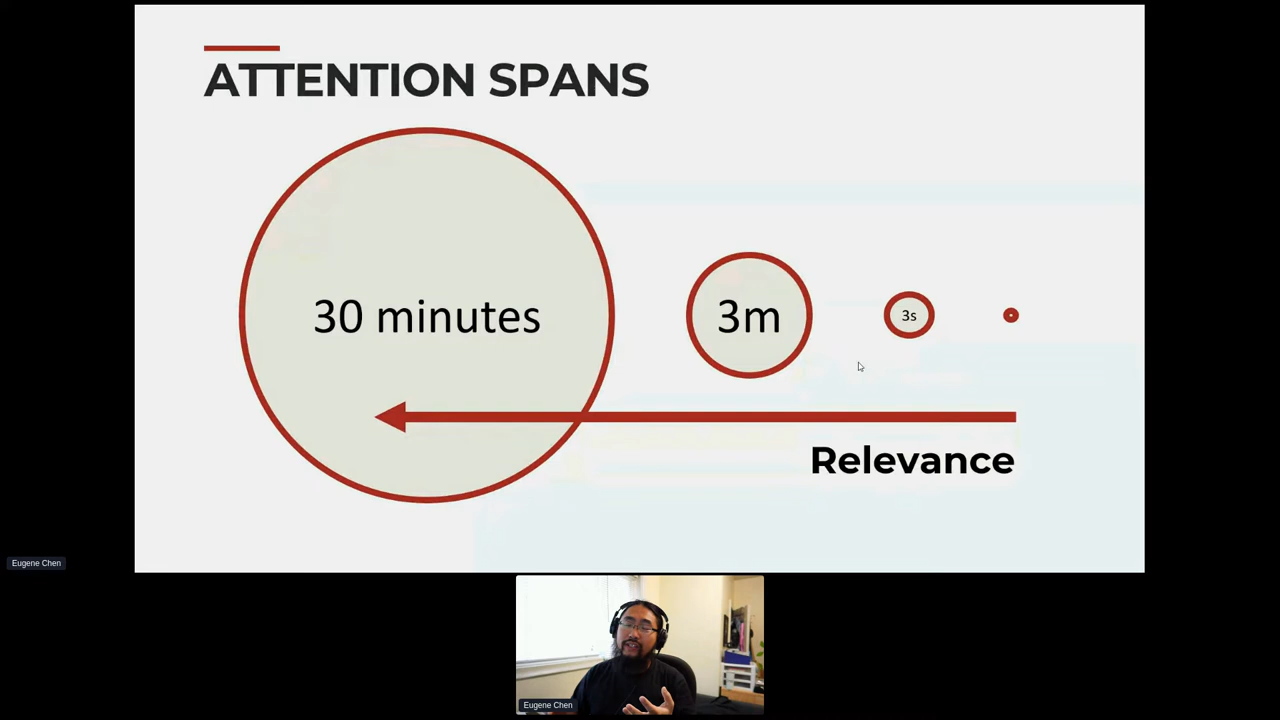 ATTENTION SPANS
30 minutes
3m
3s
Relevance
Eugene Chen
Eugene Chen